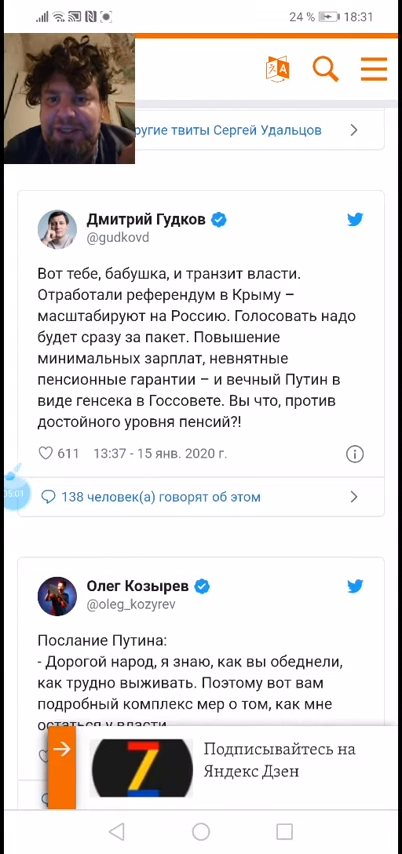 24 % 18:31
ругие твиты Сергей Удальцов
Дмитрий Гудков
@gudkovd
Вот тебе, бабушка, и транзит власти.
Отработали референдум в Крыму –
масштабируют на Россию. Голосовать надо
будет сразу за пакет. Повышение
минимальных зарплат, невнятные
пенсионные гарантии – и вечный Путин в
виде генсека в Госсовете. Вы что, против
достойного уровня пенсий?!
611 13:37 - 15 янв. 2020 г.
05:01
138 человек(а) говорят об этом
Олег Козырев
@oleg_kozyrev
Послание Путина:
- Дорогой народ, я знаю, как вы обеднели,
как трудно выживать. Поэтому вот вам
подробный комплекс мер о том, как мне
остаться у власти
Подписывайтесь на
Яндекс Дзен